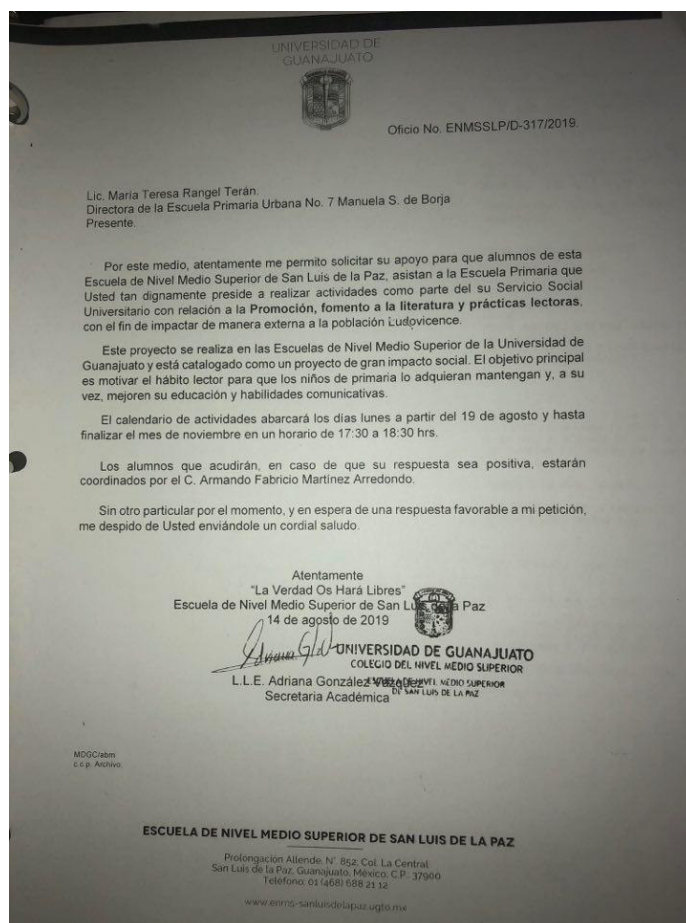 UNIVERSIDAD DE
GUANAJUATO
Oficio No. ENMSSLP/D-317/2019.
Lic. María Teresa Rangel Terán.
Directora de la Escuela Primaria Urbana No. 7 Manuela S. de Borja
Presente.
Por este medio, atentamente me permito solicitar su apoyo para que alumnos de esta
Escuela de Nivel Medio Superior de San Luis de la Paz, asistan a la Escuela Primaria que
Usted tan dignamente preside a realizar actividades como parte del su Servicio Social
Universitario con relación a la Promoción, fomento a la literatura y prácticas lectoras,
con el fin de impactar de manera externa a la población Ludovicence.
Este proyecto se realiza en las Escuelas de Nivel Medio Superior de la Universidad de
Guanajuato y está catalogado como un proyecto de gran impacto social. El objetivo principal
es motivar el hábito lector para que los niños de primaria lo adquieran mantengan y, a su
vez, mejoren su educación y habilidades comunicativas.
El calendario de actividades abarcará los días lunes a partir del 19 de agosto y hasta
finalizar el mes de noviembre en un horario de 17:30 a 18:30 hrs.
Los alumnos que acudirán, en caso de que su respuesta sea positiva, estarán
coordinados por el C. Armando Fabricio Martínez Arredondo.
Sin otro particular por el momento, y en espera de una respuesta favorable a mi petición,
me despido de Usted enviándole un cordial saludo.
Atentamente
"La Verdad Os Hará Libres"
Escuela de Nivel Medio Superior de San Luis de la Paz
14 de agosto de 2019
UNIVERSIDAD DE GUANAJUATO
COLEGIO DEL NIVEL MEDIO SUPERIOR
L.L.E. Adriana González Vázquez
ESCUELA DE NIVEL MEDIO SUPERIOR
Secretaria Académica
DE SAN LUIS DE LA PAZ
MDGC/abm
c.c.p. Archivo.
ESCUELA DE NIVEL MEDIO SUPERIOR DE SAN LUIS DE LA PAZ
Prolongación Allende, N°. 852, Col. La Central
San Luis de la Paz, Guanajuato, México, C.P. 37900
Teléfono: 01 (468) 688 21 12
www.enms-sanluisdelapaz.ugto.mx